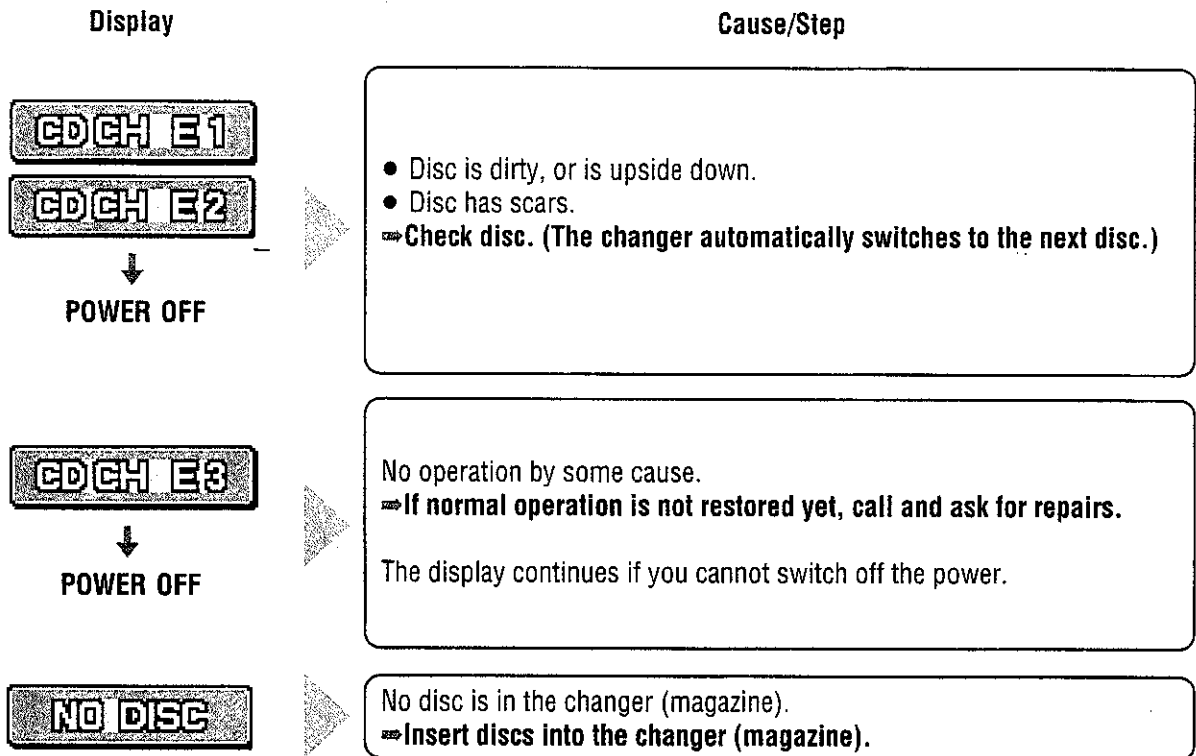 Display
Cause/Step
CD CH E1
CD CH E2
POWER OFF
● Disc is dirty, or is upside down.
● Disc has scars.
⇒Check disc. (The changer automatically switches to the next disc.)
CD CH E3
POWER OFF
No operation by some cause.
⇒If normal operation is not restored yet, call and ask for repairs.
The display continues if you cannot switch off the power.
NO DISC
No disc is in the changer (magazine).
⇒Insert discs into the changer (magazine).